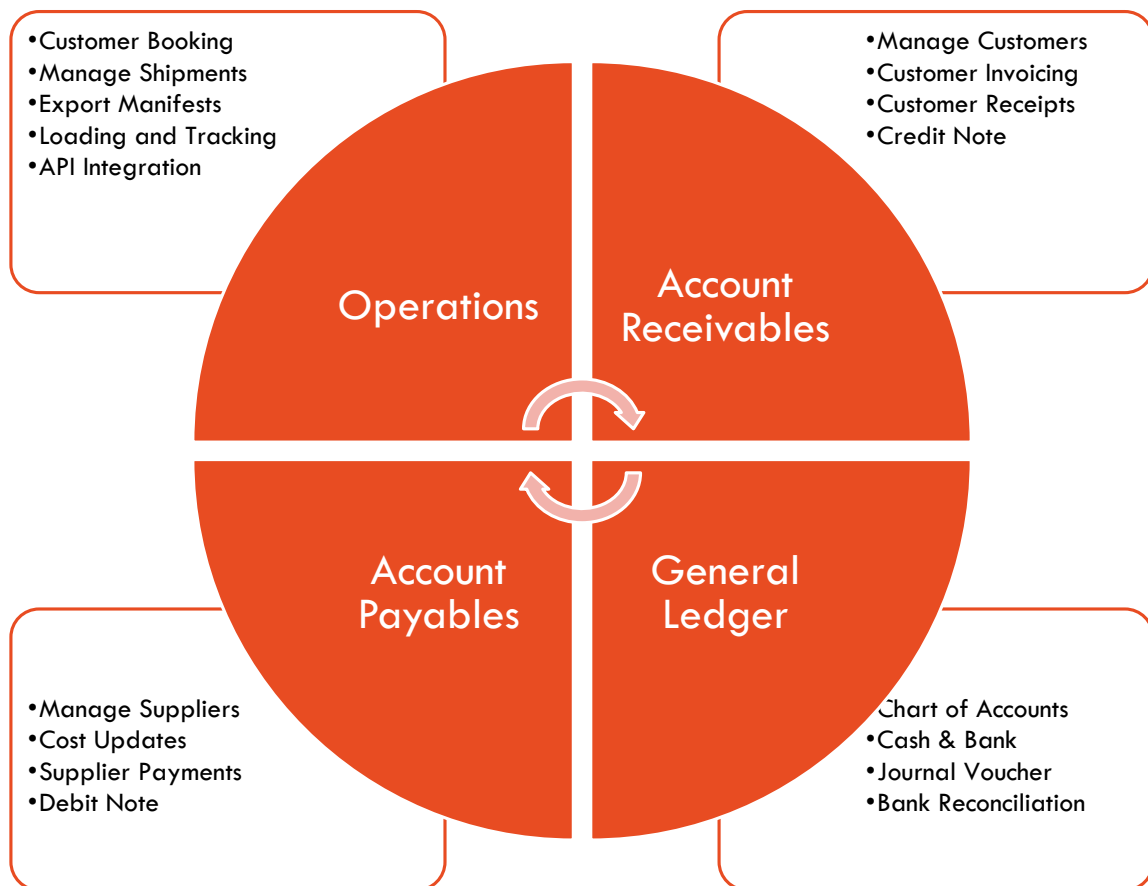 •Customer Booking
•Manage Shipments
•Export Manifests
•Loading and Tracking
•API Integration
•Manage Customers
•Customer Invoicing
•Customer Receipts
•Credit Note
Operations
Account
Receivables
Account
Payables
General
Ledger
•Manage Suppliers
•Cost Updates
•Supplier Payments
•Debit Note
•Chart of Accounts
•Cash & Bank
•Journal Voucher
•Bank Reconciliation